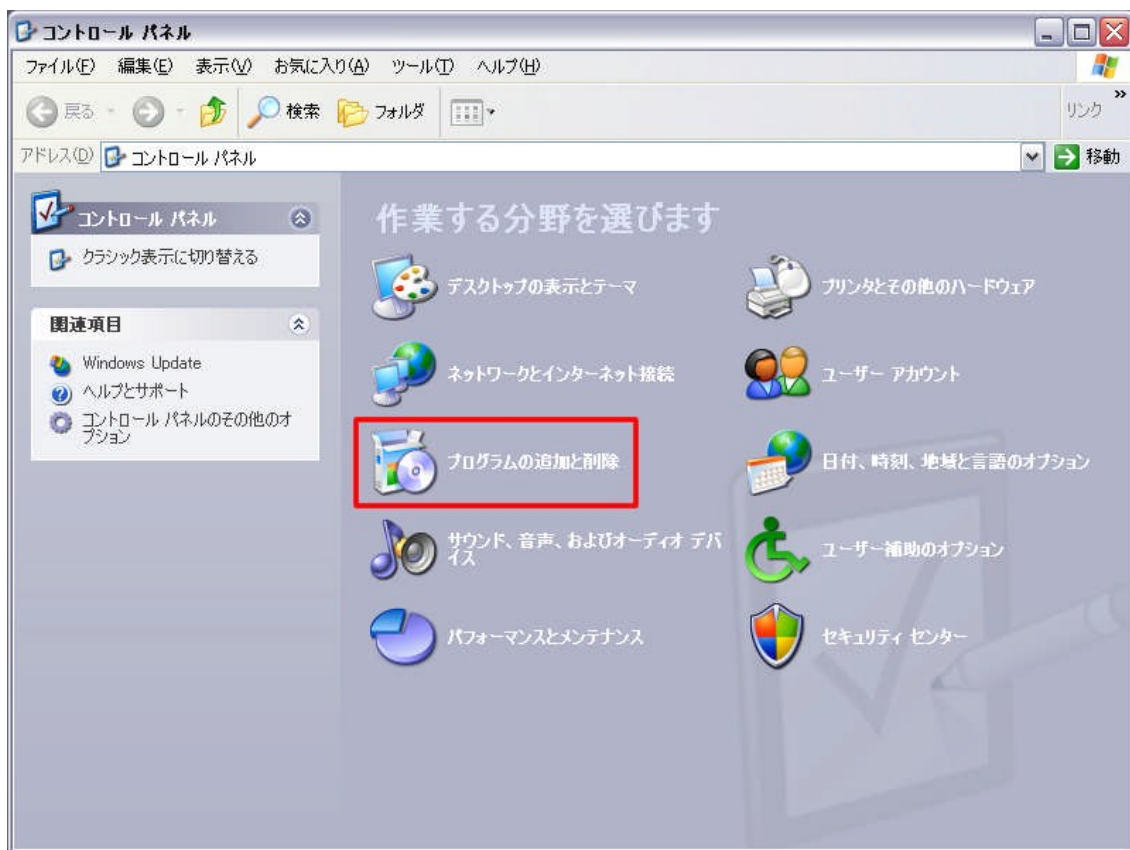 コントロール パネル
ファイル(F) 編集(E) 表示(V) お気に入り(A) ツール(T) ヘルプ(H)
戻る 検索 フォルダ リンク »
アドレス(D) コントロール パネル 移動
コントロール パネル
クラシック表示に切り替える
関連項目
Windows Update
ヘルプとサポート
コントロール パネルのその他のオ
プション
作業する分野を選びます
デスクトップの表示とテーマ
プリンタとその他のハードウェア
ネットワークとインターネット接続
ユーザー アカウント
プログラムの追加と削除
日付、時刻、地域と言語のオプション
サウンド、音声、およびオーディオ デバ
イス
ユーザー補助のオプション
パフォーマンスとメンテナンス
セキュリティ センター